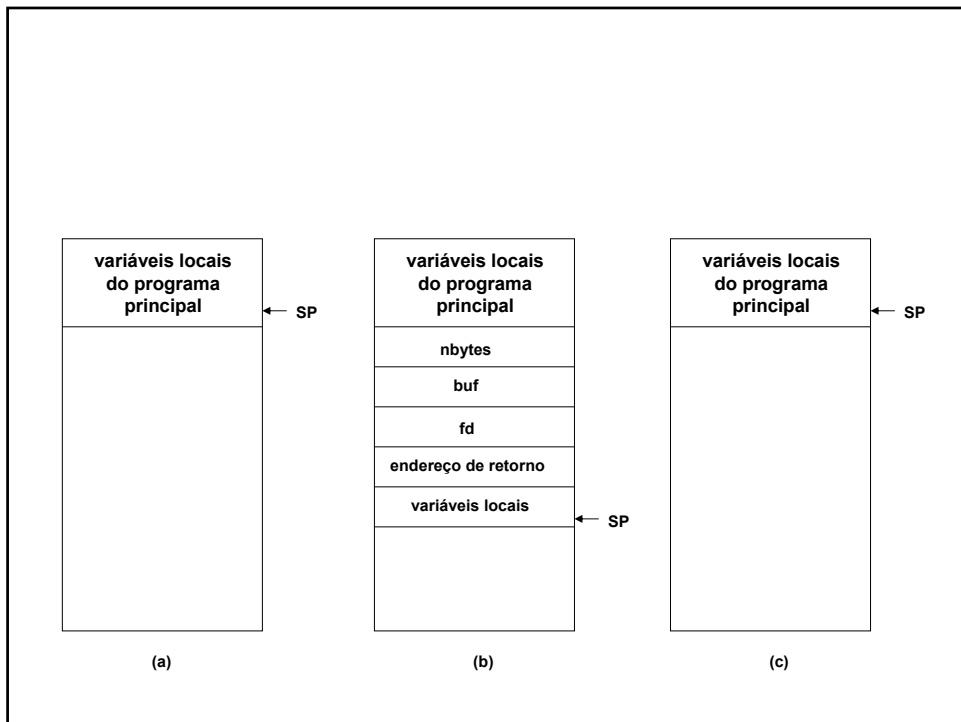 variáveis locais
do programa
principal
SP
(a)
variáveis locais
do programa
principal
nbytes
buf
fd
endereço de retorno
variáveis locais
SP
(b)
variáveis locais
do programa
principal
SP
(c)